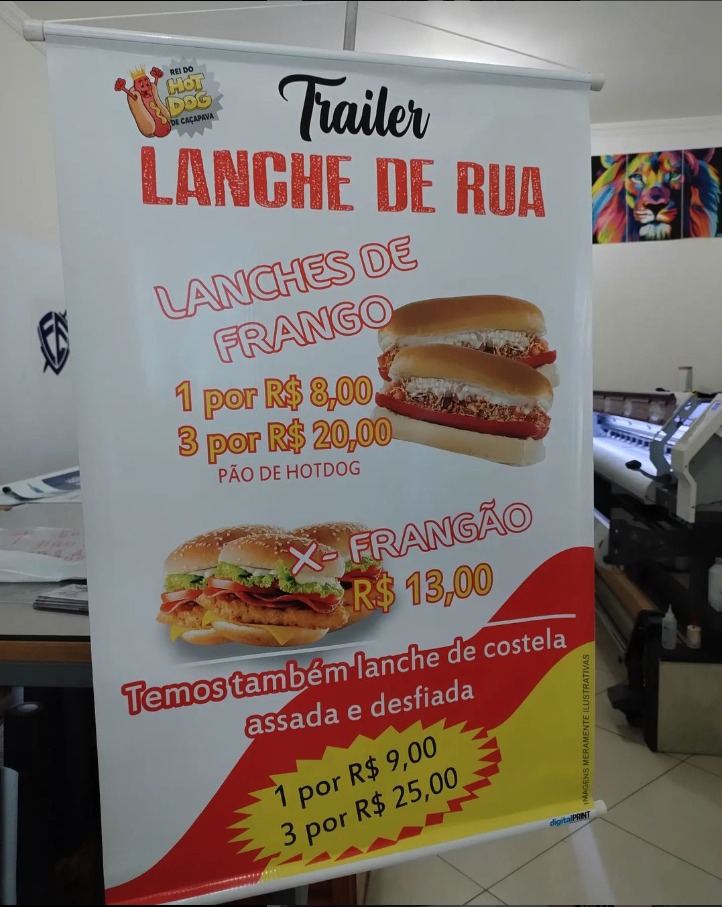 REI DO
HOT
DOG
DE CAÇAPAVA
Trailer
LANCHE DE RUA
LANCHES DE
FRANGO
1 por R$ 8,00
3 por R$ 20,00
PÃO DE HOTDOG
X- FRANGÃO
R$ 13,00
Temos também lanche de costela
assada e desfiada
1 por R$ 9,00
3 por R$ 25,00
IMAGENS MERAMENTE ILUSTRATIVAS
digitalPRINT